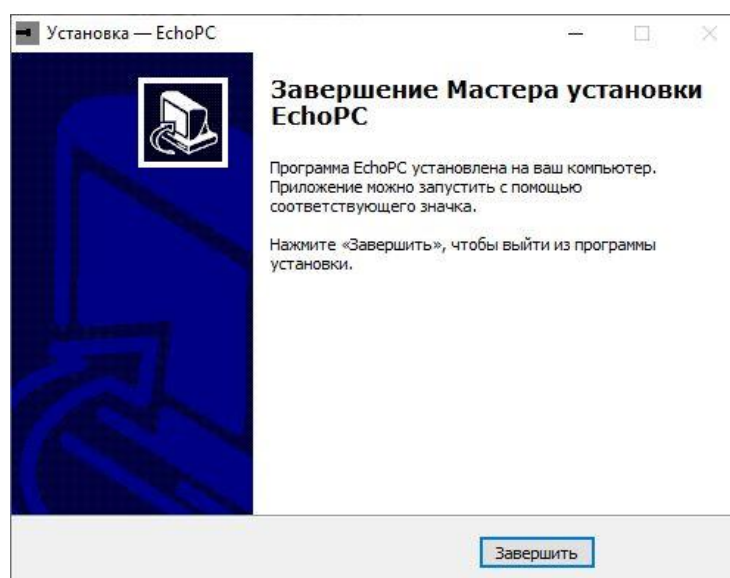 Установка — EchoPC
Завершение Мастера установки
EchoPC
Программа EchoPC установлена на ваш компьютер.
Приложение можно запустить с помощью
соответствующего значка.
Нажмите «Завершить», чтобы выйти из программы
установки.
Завершить